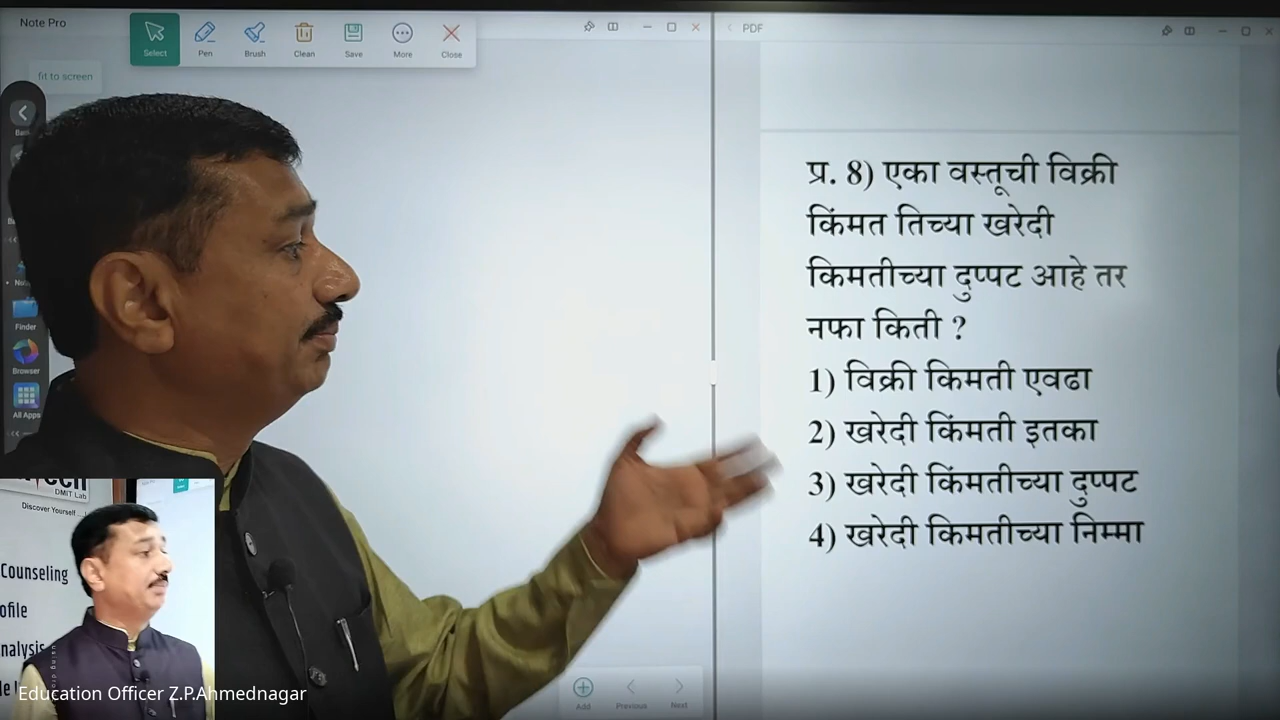 Note Pro
Select
Pen
Brush
Clean
Save
More
Close
PDF
fit to screen
Finder
Browser
All Apps
प्र. 8) एका वस्तूची विक्री
किंमत तिच्या खरेदी
किमतीच्या दुप्पट आहे तर
नफा किती ?
1) विक्री किमती एवढा
2) खरेदी किंमती इतका
3) खरेदी किंमतीच्या दुप्पट
4) खरेदी किमतीच्या निम्मा
DMIT Lab
Discover Yourself....!
Counseling
ofile
nalysis
Education Officer Z.P.Ahmednagar
Add
Previous
Next